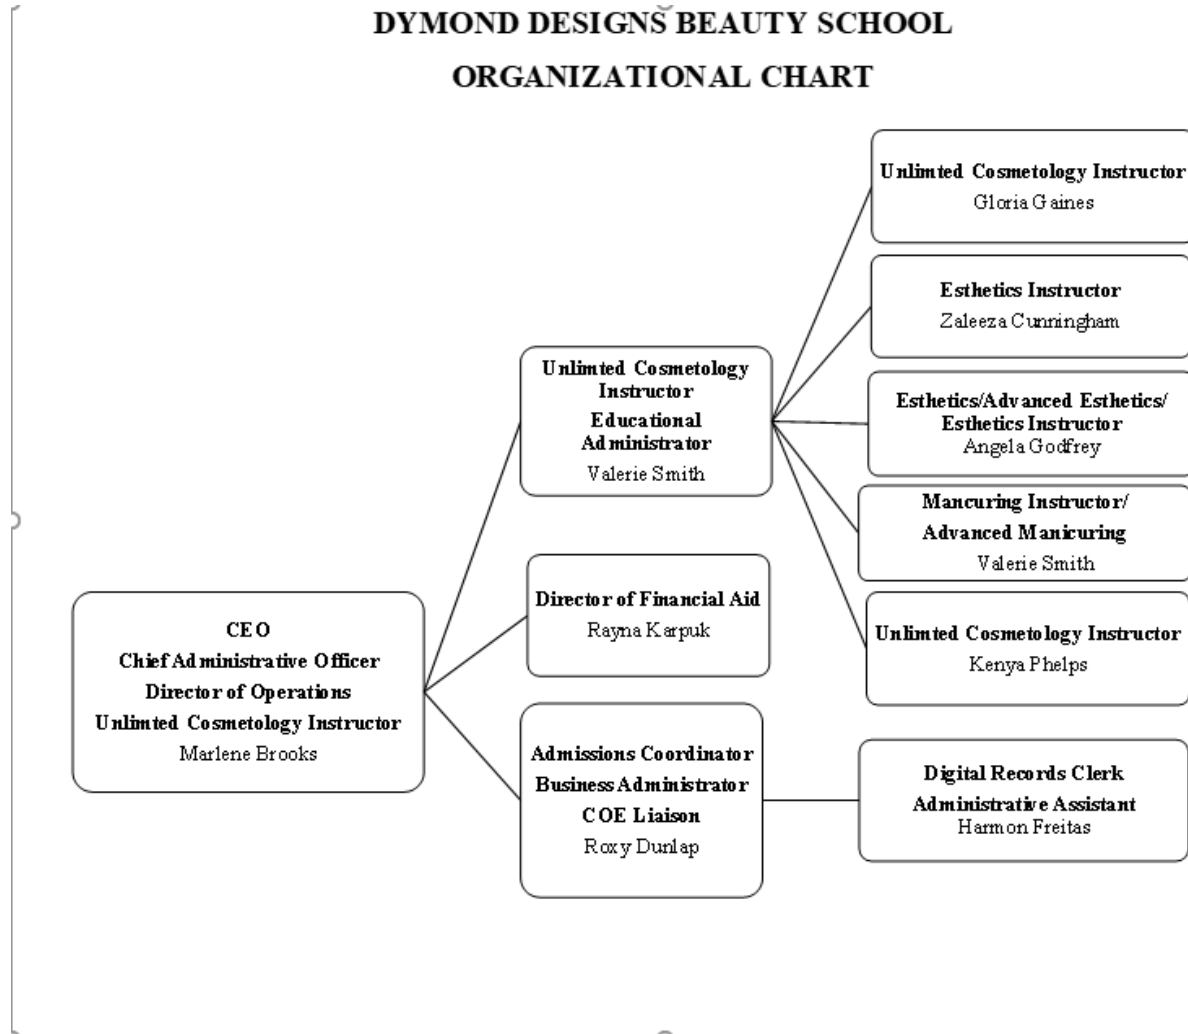 DYMOND DESIGNS BEAUTY SCHOOL
ORGANIZATIONAL CHART
CEO
Chief Administrative Officer
Director of Operations
Unlimted Cosmetology Instructor
Marlene Brooks
Unlimted Cosmetology
Instructor
Educational
Administrator
Valerie Smith
Director of Financial Aid
Rayna Karpuk
Admissions Coordinator
Business Administrator
COE Liaison
Roxy Dunlap
Unlimted Cosmetology Instructor
Gloria Gaines
Esthetics Instructor
Zaleeza Cunningham
Esthetics/Advanced Esthetics/
Esthetics Instructor
Angela Godfrey
Mancuring Instructor/
Advanced Manicuring
Valerie Smith
Unlimted Cosmetology Instructor
Kenya Phelps
Digital Records Clerk
Administrative Assistant
Harmon Freitas